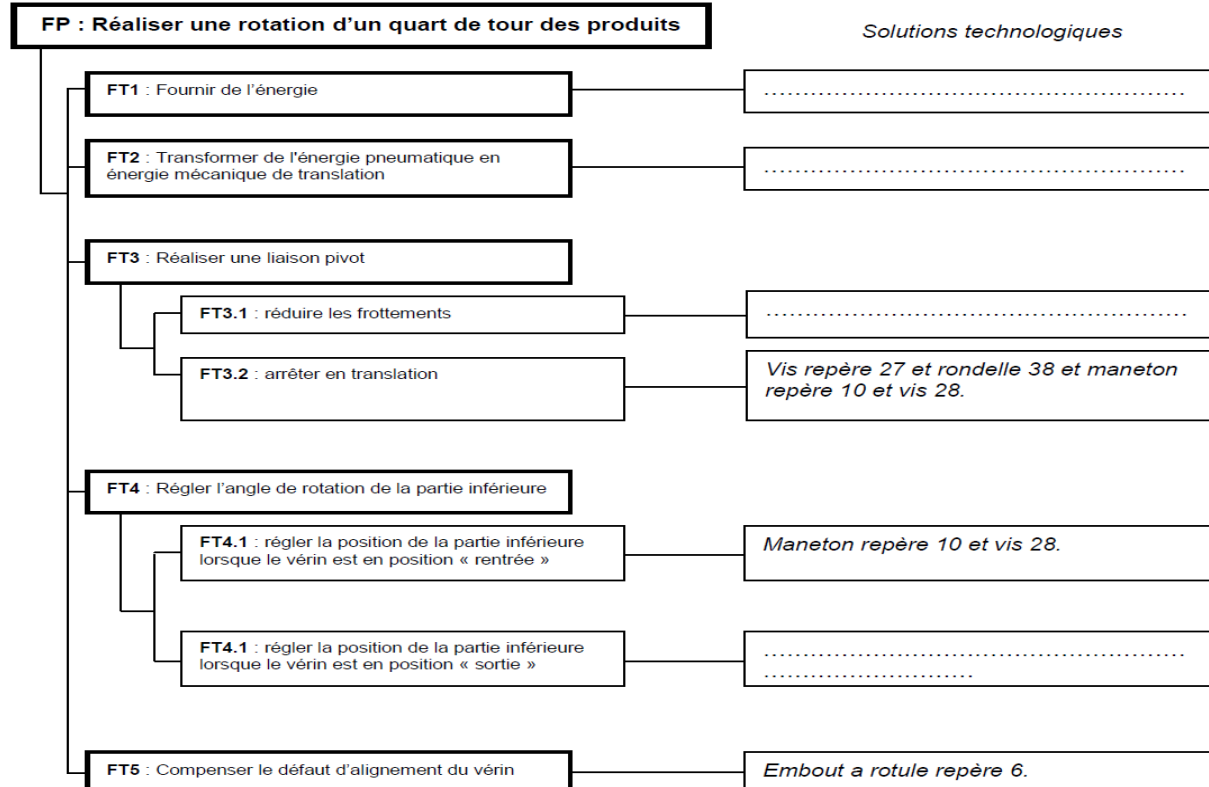 FP : Réaliser une rotation d’un quart de tour des produits
Solutions technologiques
FT1 : Fournir de l’énergie
......................................................
FT2 : Transformer de l'énergie pneumatique en
énergie mécanique de translation
......................................................
FT3 : Réaliser une liaison pivot
FT3.1 : réduire les frottements
......................................................
FT3.2 : arrêter en translation
Vis repère 27 et rondelle 38 et maneton
repère 10 et vis 28.
FT4 : Régler l’angle de rotation de la partie inférieure
FT4.1 : régler la position de la partie inférieure
lorsque le vérin est en position « rentrée »
Maneton repère 10 et vis 28.
FT4.1 : régler la position de la partie inférieure
lorsque le vérin est en position « sortie »
......................................................
...........................
FT5 : Compenser le défaut d’alignement du vérin
Embout a rotule repère 6.